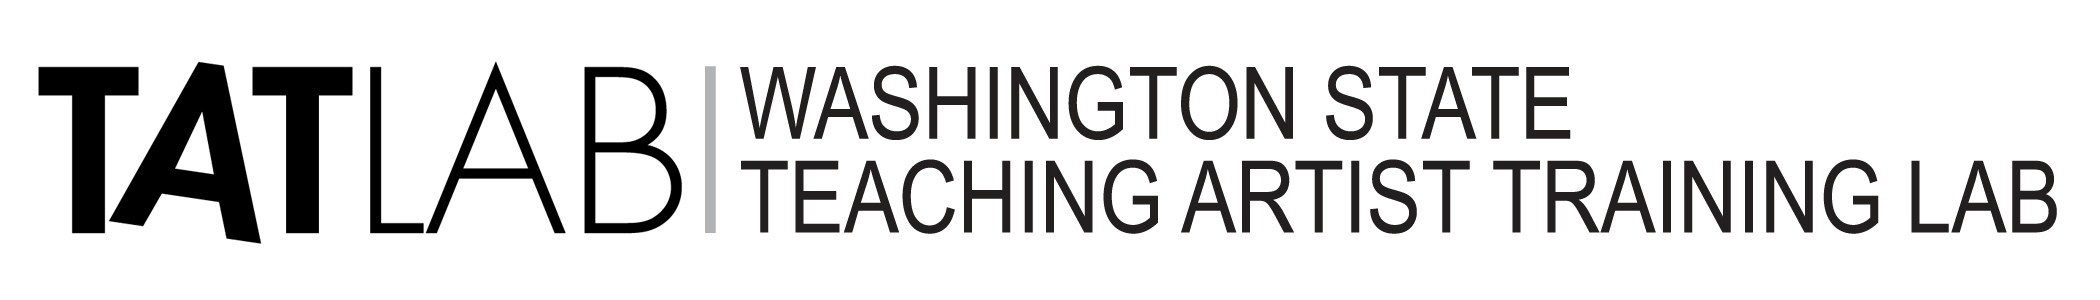 TATLAB
WASHINGTON STATE
TEACHING ARTIST TRAINING LAB